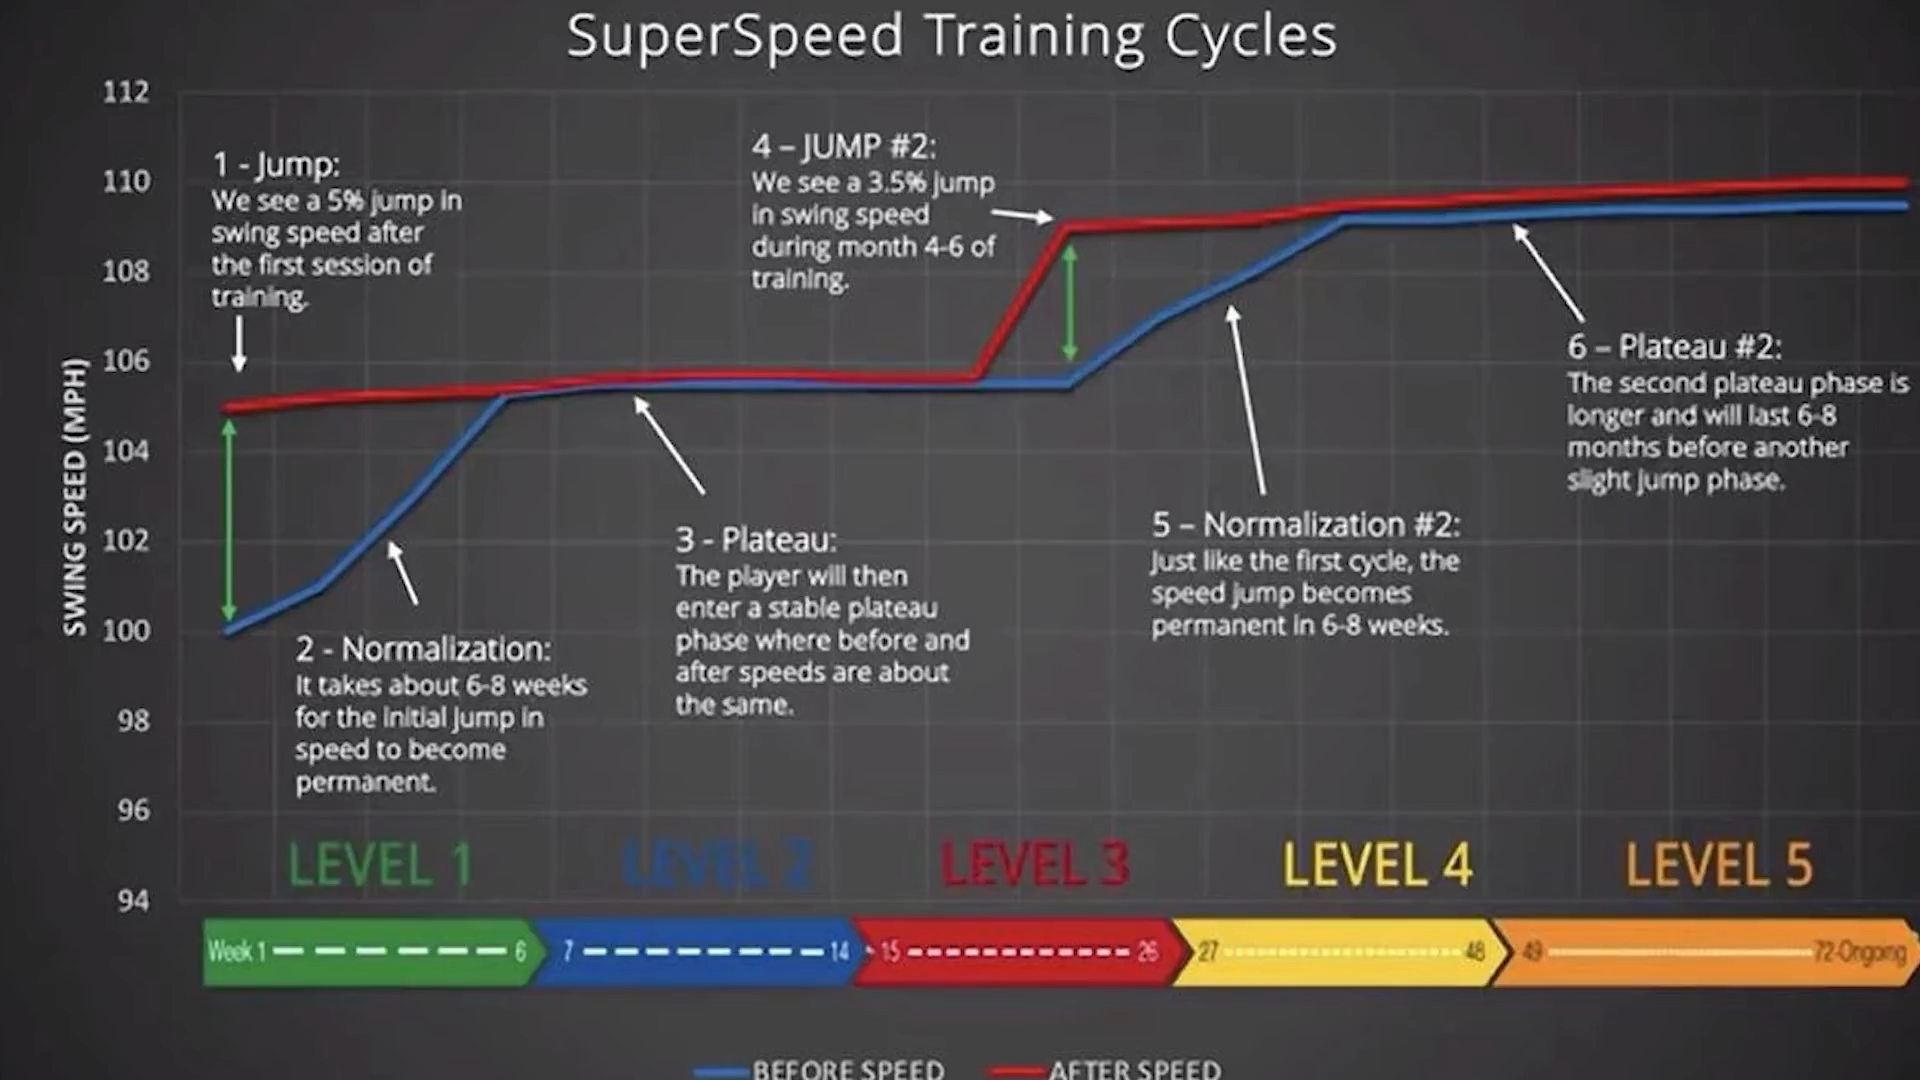 SuperSpeed Training Cycles
112
110
108
106
104
102
100
98
96
94
SWING SPEED (MPH)
1 - Jump:
We see a 5% jump in
swing speed after
the first session of
training.
2 - Normalization:
It takes about 6-8 weeks
for the initial jump in
speed to become
permanent.
3 - Plateau:
The player will then
enter a stable plateau
phase where before and
after speeds are about
the same.
4 – JUMP #2:
We see a 3.5% jump
in swing speed
during month 4-6 of
training.
5 – Normalization #2:
Just like the first cycle, the
speed jump becomes
permanent in 6-8 weeks.
6 – Plateau #2:
The second plateau phase is
longer and will last 6-8
months before another
slight jump phase.
LEVEL 1
LEVEL 2
LEVEL 3
LEVEL 4
LEVEL 5
Week 1 6
7 14
15 26
27 48
49 72-Ongoing
BEFORE SPEED
AFTER SPEED